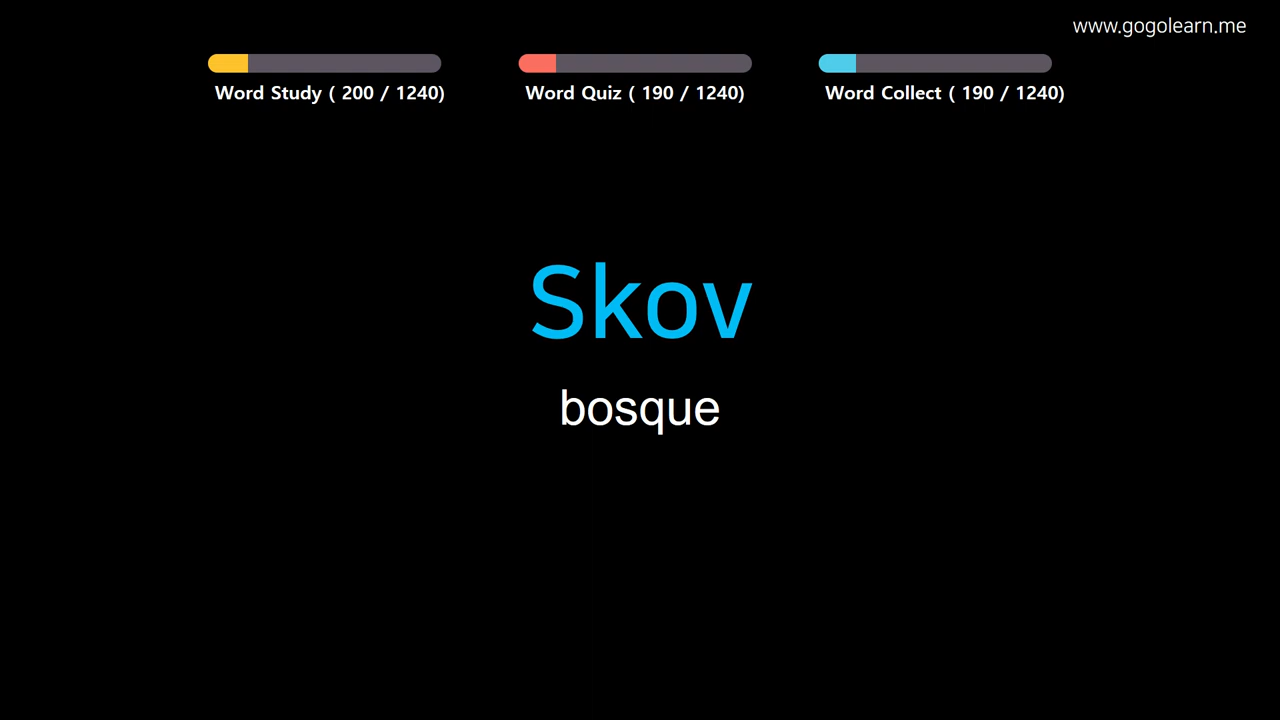 www.gogolearn.me
Word Study ( 200 / 1240)
Word Quiz ( 190 / 1240)
Word Collect ( 190 / 1240)
Skov
bosque